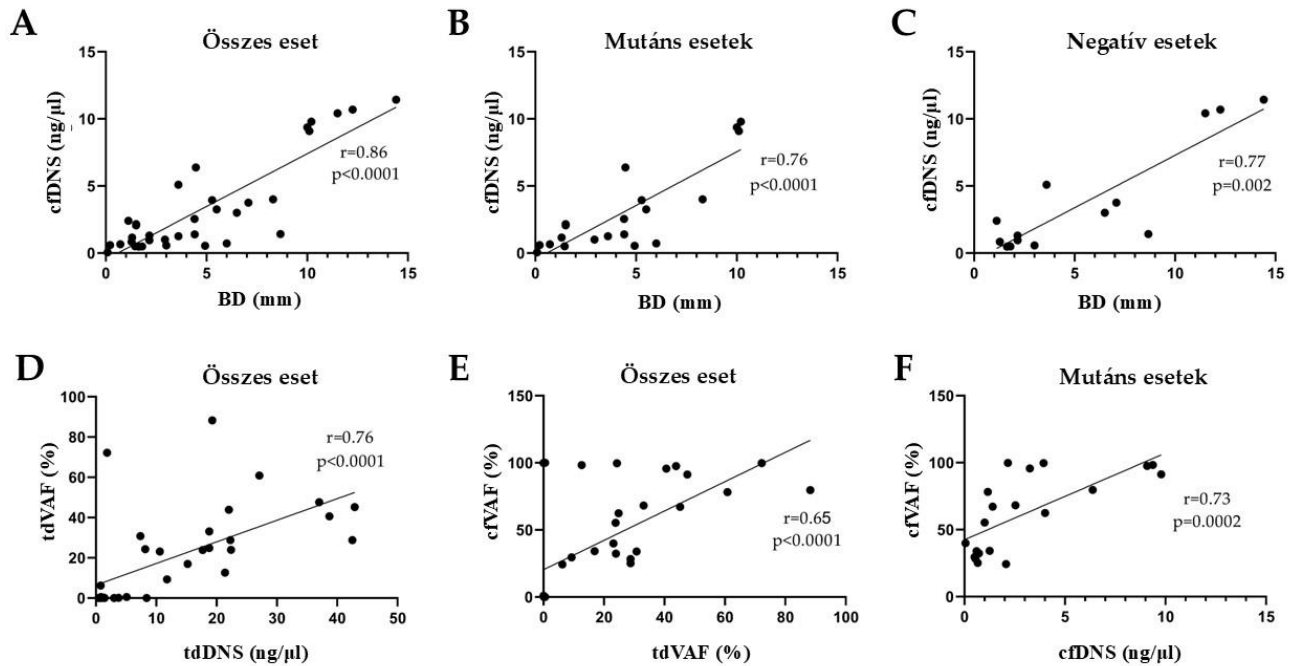 A
Összes eset
cfDNS (ng/µl)
15
10
5
0
0
5
10
15
r=0.86
p<0.0001
BD (mm)
B
Mutáns esetek
cfDNS (ng/µl)
15
10
5
0
0
5
10
15
r=0.76
p<0.0001
BD (mm)
C
Negatív esetek
cfDNS (ng/µl)
15
10
5
0
0
5
10
15
r=0.77
p=0.002
BD (mm)
D
Összes eset
tdVAF (%)
100
80
60
40
20
0
0
10
20
30
40
50
r=0.76
p<0.0001
tdDNS (ng/µl)
E
Összes eset
cfVAF (%)
150
100
50
0
0
20
40
60
80
100
r=0.65
p<0.0001
tdVAF (%)
F
Mutáns esetek
cfVAF (%)
150
100
50
0
0
5
10
15
r=0.73
p=0.0002
cfDNS (ng/µl)